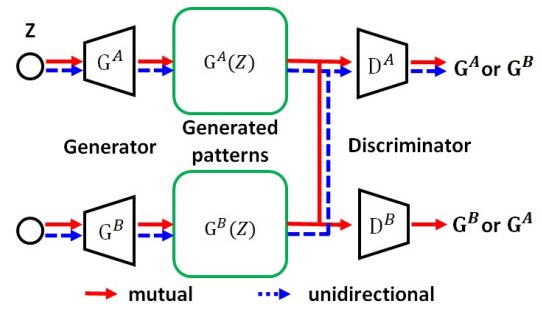 Z
G^A
G^A(Z)
D^A
G^A or G^B
Generator
Generated
patterns
Discriminator
G^B
G^B(Z)
D^B
G^B or G^A
mutual
unidirectional